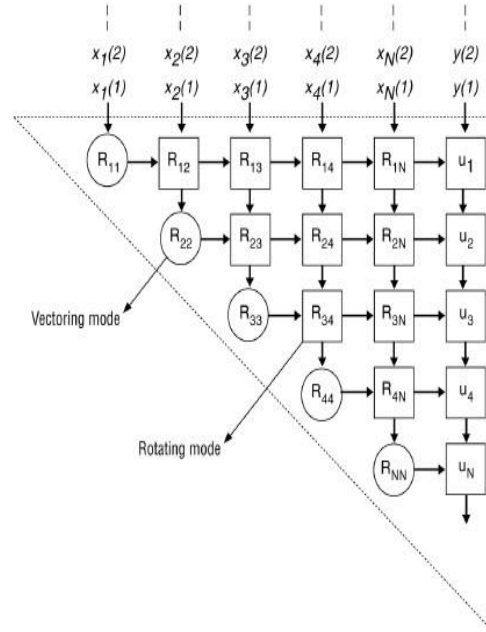 x1(2) x2(2) x3(2) x4(2) xN(2) y(2)
x1(1) x2(1) x3(1) x4(1) xN(1) y(1)
R11 R12 R13 R14 R1N u1
R22 R23 R24 R2N u2
Vectoring mode
R33 R34 R3N u3
R44 R4N u4
Rotating mode
RNN uN